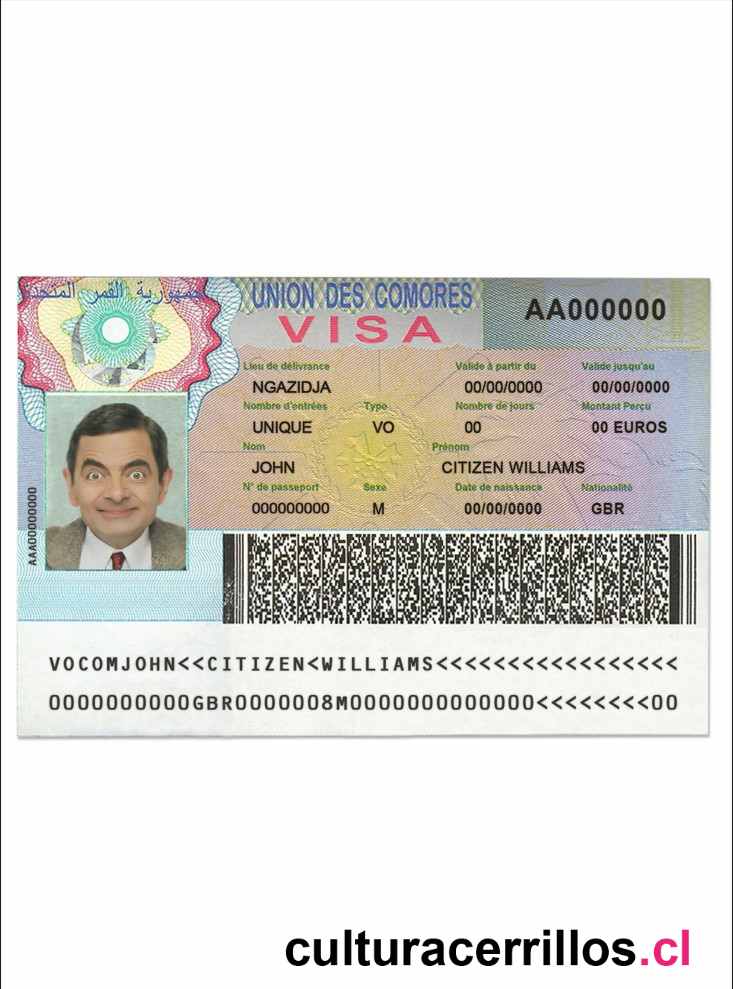 جمهورية القمر المتحدة
UNION DES COMORES
VISA
AA000000
Lieu de délivrance Valide à partir du Valide jusqu'au
NGAZIDJA 00/00/0000 00/00/0000
Nombre d'entrées Type Nombre de jours Montant Perçu
UNIQUE VO 00 00 EUROS
Nom Prénom
JOHN CITIZEN WILLIAMS
N° de passeport Sexe Date de naissance Nationalité
000000000 M 00/00/0000 GBR
AAA00000000
VOCOMJOHN<<CITIZEN<WILLIAMS<<<<<<<<<<<<<<<<<
0000000000GBR0000008M0000000000000<<<<<<<<00
culturacerrillos.cl